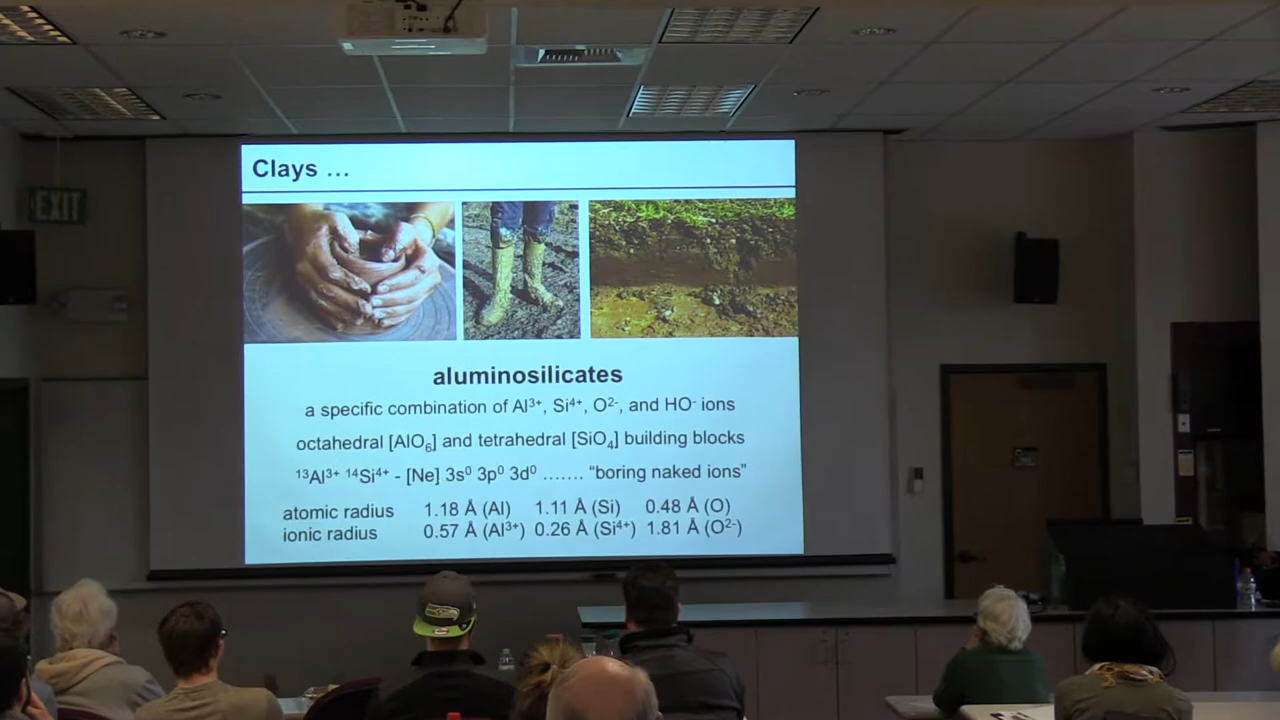 EXIT
Clays …
aluminosilicates
a specific combination of Al³⁺, Si⁴⁺, O²⁻, and HO⁻ ions
octahedral [AlO₆] and tetrahedral [SiO₄] building blocks
¹³Al³⁺ ¹⁴Si⁴⁺ - [Ne] 3s⁰ 3p⁰ 3d⁰ ……. “boring naked ions”
atomic radius 1.18 Å (Al) 1.11 Å (Si) 0.48 Å (O)
ionic radius 0.57 Å (Al³⁺) 0.26 Å (Si⁴⁺) 1.81 Å (O²⁻)